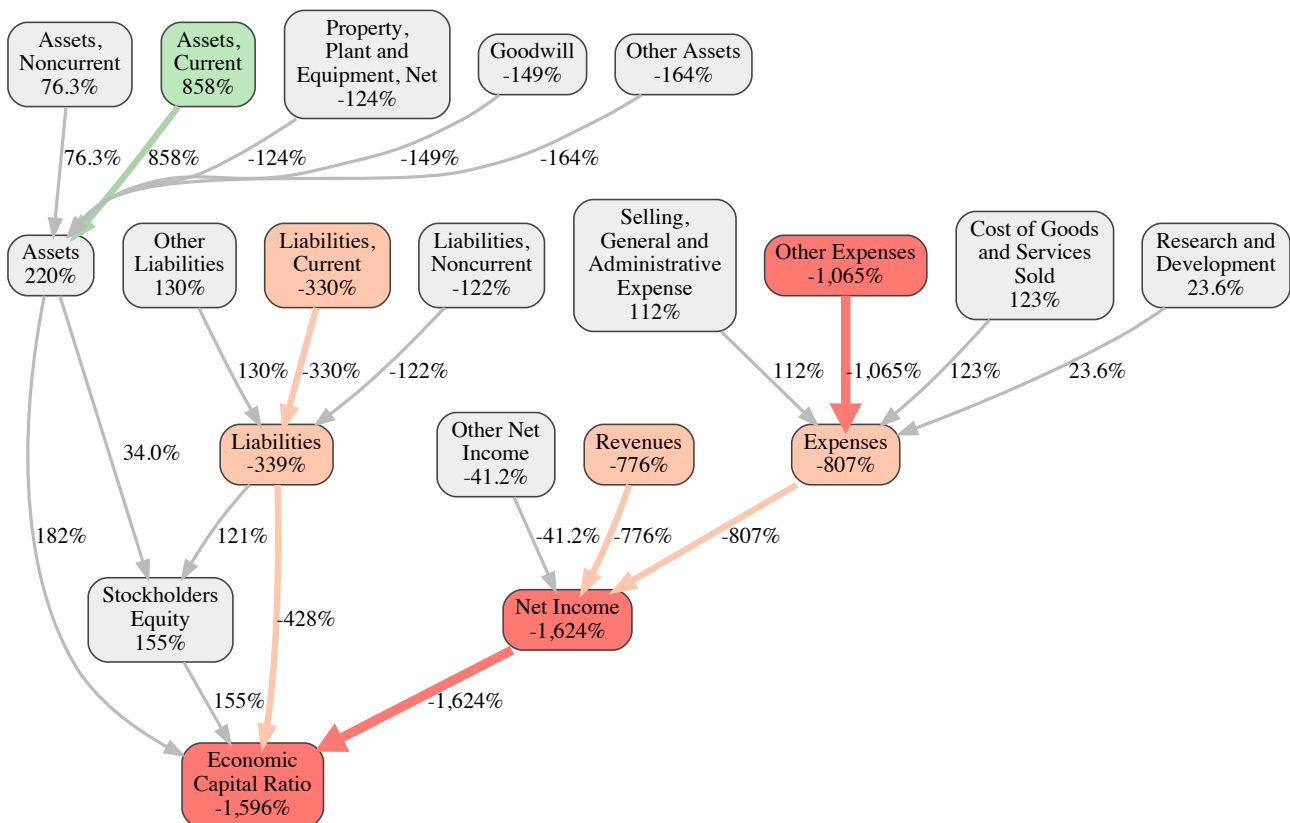 Assets,
Noncurrent
76.3%
Assets,
Current
858%
Property,
Plant and
Equipment, Net
-124%
Goodwill
-149%
Other Assets
-164%
76.3%
858%
-124%
-149%
-164%
Assets
220%
Other
Liabilities
130%
Liabilities,
Current
-330%
Liabilities,
Noncurrent
-122%
Selling,
General and
Administrative
Expense
112%
Other Expenses
-1,065%
Cost of Goods
and Services
Sold
123%
Research and
Development
23.6%
130%
-330%
-122%
112%
-1,065%
123%
23.6%
34.0%
Liabilities
-339%
Other Net
Income
-41.2%
Revenues
-776%
Expenses
-807%
182%
121%
-41.2%
-776%
-807%
Stockholders
Equity
155%
-428%
Net Income
-1,624%
155%
-1,624%
Economic
Capital Ratio
-1,596%